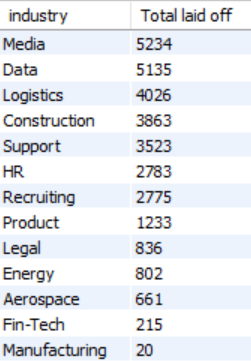 industry Total laid off
Media 5234
Data 5135
Logistics 4026
Construction 3863
Support 3523
HR 2783
Recruiting 2775
Product 1233
Legal 836
Energy 802
Aerospace 661
Fin-Tech 215
Manufacturing 20